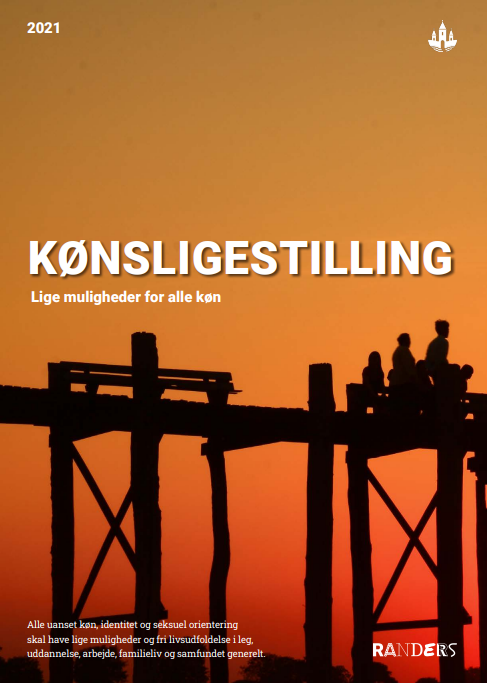 2021
KØNSLIGESTILLING
Lige muligheder for alle køn
Alle uanset køn, identitet og seksuel orientering
skal have lige muligheder og fri livsudfoldelse i leg,
uddannelse, arbejde, familieliv og samfundet generelt.
RANDERS